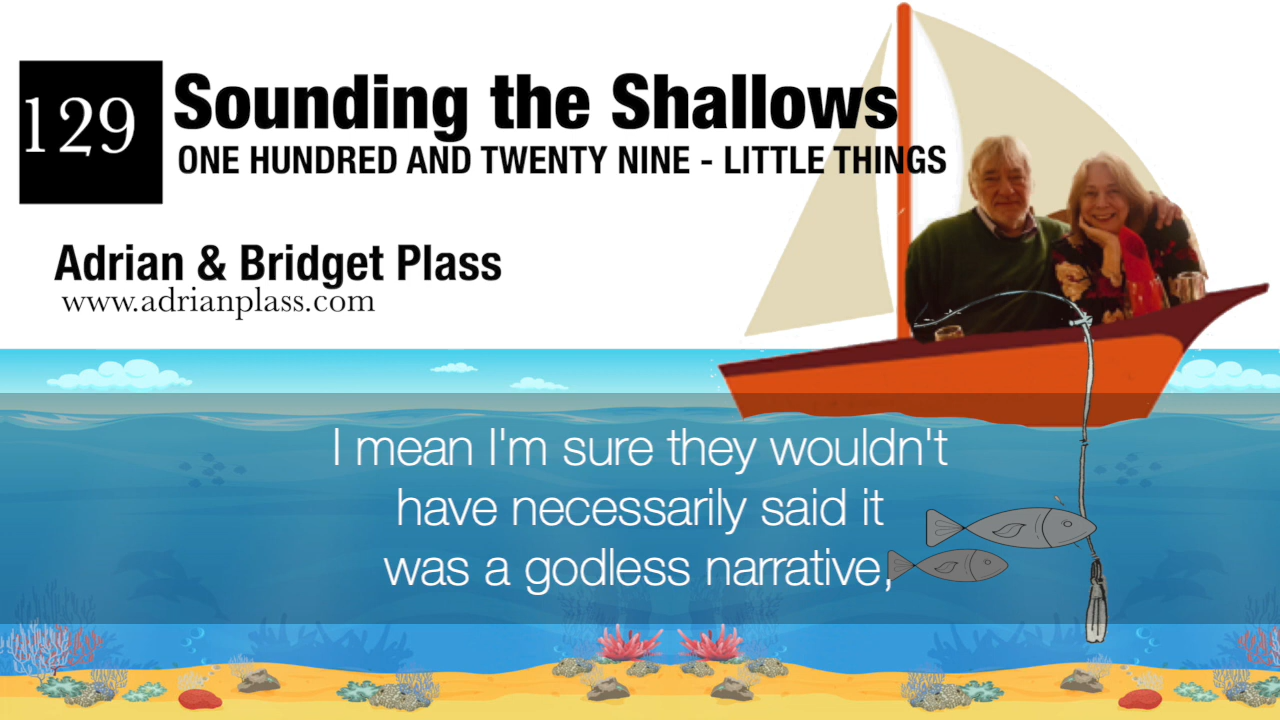 129
Sounding the Shallows
ONE HUNDRED AND TWENTY NINE - LITTLE THINGS
Adrian & Bridget Plass
www.adrianplass.com
I mean I'm sure they wouldn't
have necessarily said it
was a godless narrative,